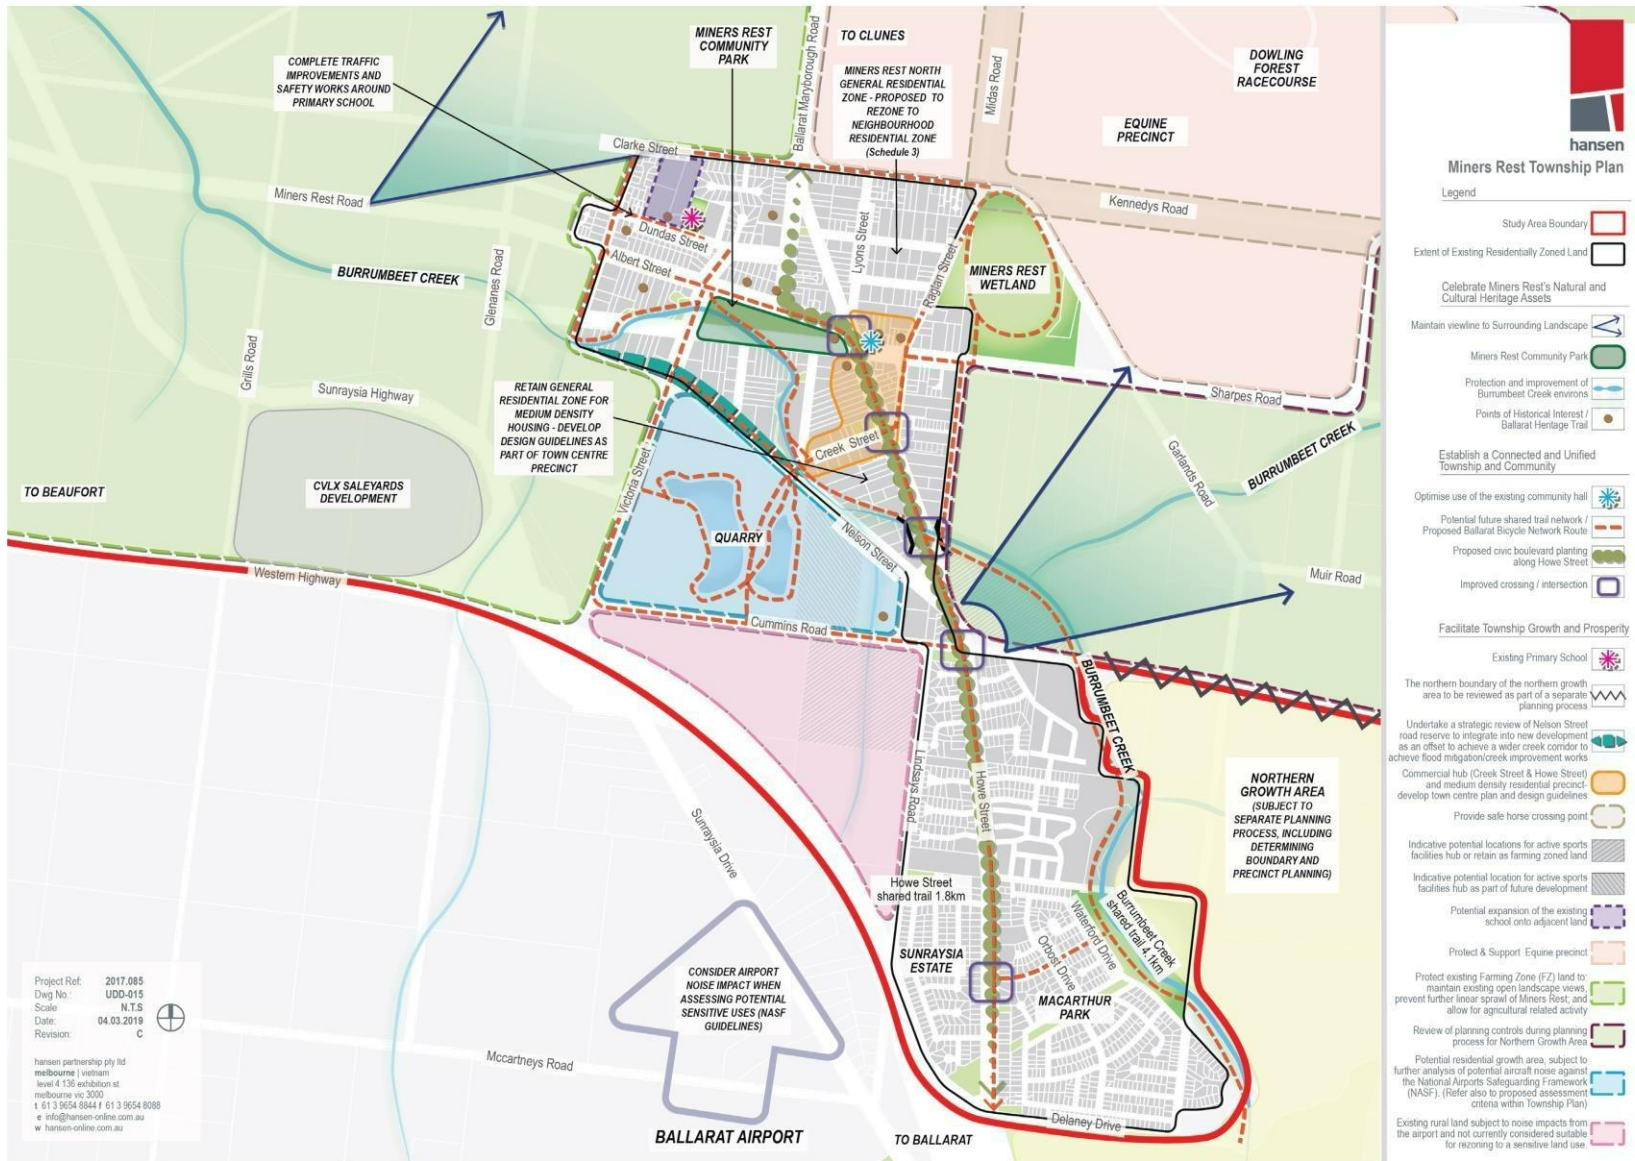 COMPLETE TRAFFIC
IMPROVEMENTS AND
SAFETY WORKS AROUND
PRIMARY SCHOOL
MINERS REST
COMMUNITY
PARK
Ballarat Maryborough Road
TO CLUNES
MINERS REST NORTH
GENERAL RESIDENTIAL
ZONE - PROPOSED TO
REZONE TO
NEIGHBOURHOOD
RESIDENTIAL ZONE
(Schedule 3)
Midas Road
DOWLING
FOREST
RACECOURSE
EQUINE
PRECINCT
Clarke Street
Miners Rest Road
Kennedys Road
Dundas Street
Albert Street
Lyons Street
Raglan Street
MINERS REST
WETLAND
BURRUMBEET CREEK
Glenanes Road
Grills Road
Sunraysia Highway
RETAIN GENERAL
RESIDENTIAL ZONE FOR
MEDIUM DENSITY
HOUSING - DEVELOP
DESIGN GUIDELINES AS
PART OF TOWN CENTRE
PRECINCT
Sharpes Road
Creek Street
Garlands Road
BURRUMBEET CREEK
Victoria Street
TO BEAUFORT
CVLX SALEYARDS
DEVELOPMENT
QUARRY
Nelson Street
Western Highway
Muir Road
Cummins Road
BURRUMBEET CREEK
Lindsays Road
Howe Street
Sunraysia Drive
NORTHERN
GROWTH AREA
(SUBJECT TO
SEPARATE PLANNING
PROCESS, INCLUDING
DETERMINING
BOUNDARY AND
PRECINCT PLANNING)
Howe Street
shared trail 1.8km
Burrumbeet Creek
shared trail 4.1km
Waterford Drive
Orbost Drive
SUNRAYSIA
ESTATE
MACARTHUR
PARK
CONSIDER AIRPORT
NOISE IMPACT WHEN
ASSESSING POTENTIAL
SENSITIVE USES (NASF
GUIDELINES)
Mccartneys Road
Delaney Drive
BALLARAT AIRPORT
TO BALLARAT
Project Ref: 2017.085
Dwg No.: UDD-015
Scale N.T.S
Date: 04.03.2019
Revision: C
hansen partnership pty ltd
melbourne | vietnam
level 4 136 exhibition st
melbourne vic 3000
t 61 3 9654 8844 f 61 3 9654 8088
e info@hansen-online.com.au
w hansen-online.com.au
hansen
Miners Rest Township Plan
Legend
Study Area Boundary
Extent of Existing Residentially Zoned Land
Celebrate Miners Rest's Natural and
Cultural Heritage Assets
Maintain viewline to Surrounding Landscape
Miners Rest Community Park
Protection and improvement of
Burrumbeet Creek environs
Points of Historical Interest /
Ballarat Heritage Trail
Establish a Connected and Unified
Township and Community
Optimise use of the existing community hall
Potential future shared trail network /
Proposed Ballarat Bicycle Network Route
Proposed civic boulevard planting
along Howe Street
Improved crossing / intersection
Facilitate Township Growth and Prosperity
Existing Primary School
The northern boundary of the northern growth
area to be reviewed as part of a separate
planning process
Undertake a strategic review of Nelson Street
road reserve to integrate into new development
as an offset to achieve a wider creek corridor to
achieve flood mitigation/creek improvement works
Commercial hub (Creek Street & Howe Street)
and medium density residential precinct-
develop town centre plan and design guidelines
Provide safe horse crossing point
Indicative potential locations for active sports
facilities hub or retain as farming zoned land
Indicative potential location for active sports
facilities hub as part of future development
Potential expansion of the existing
school onto adjacent land
Protect & Support Equine precinct
Protect existing Farming Zone (FZ) land to:
maintain existing open landscape views,
prevent further linear sprawl of Miners Rest; and
allow for agricultural related activity
Review of planning controls during planning
process for Northern Growth Area
Potential residential growth area, subject to
further analysis of potential aircraft noise against
the National Airports Safeguarding Framework
(NASF). (Refer also to proposed assessment
criteria within Township Plan)
Existing rural land subject to noise impacts from
the airport and not currently considered suitable
for rezoning to a sensitive land use.